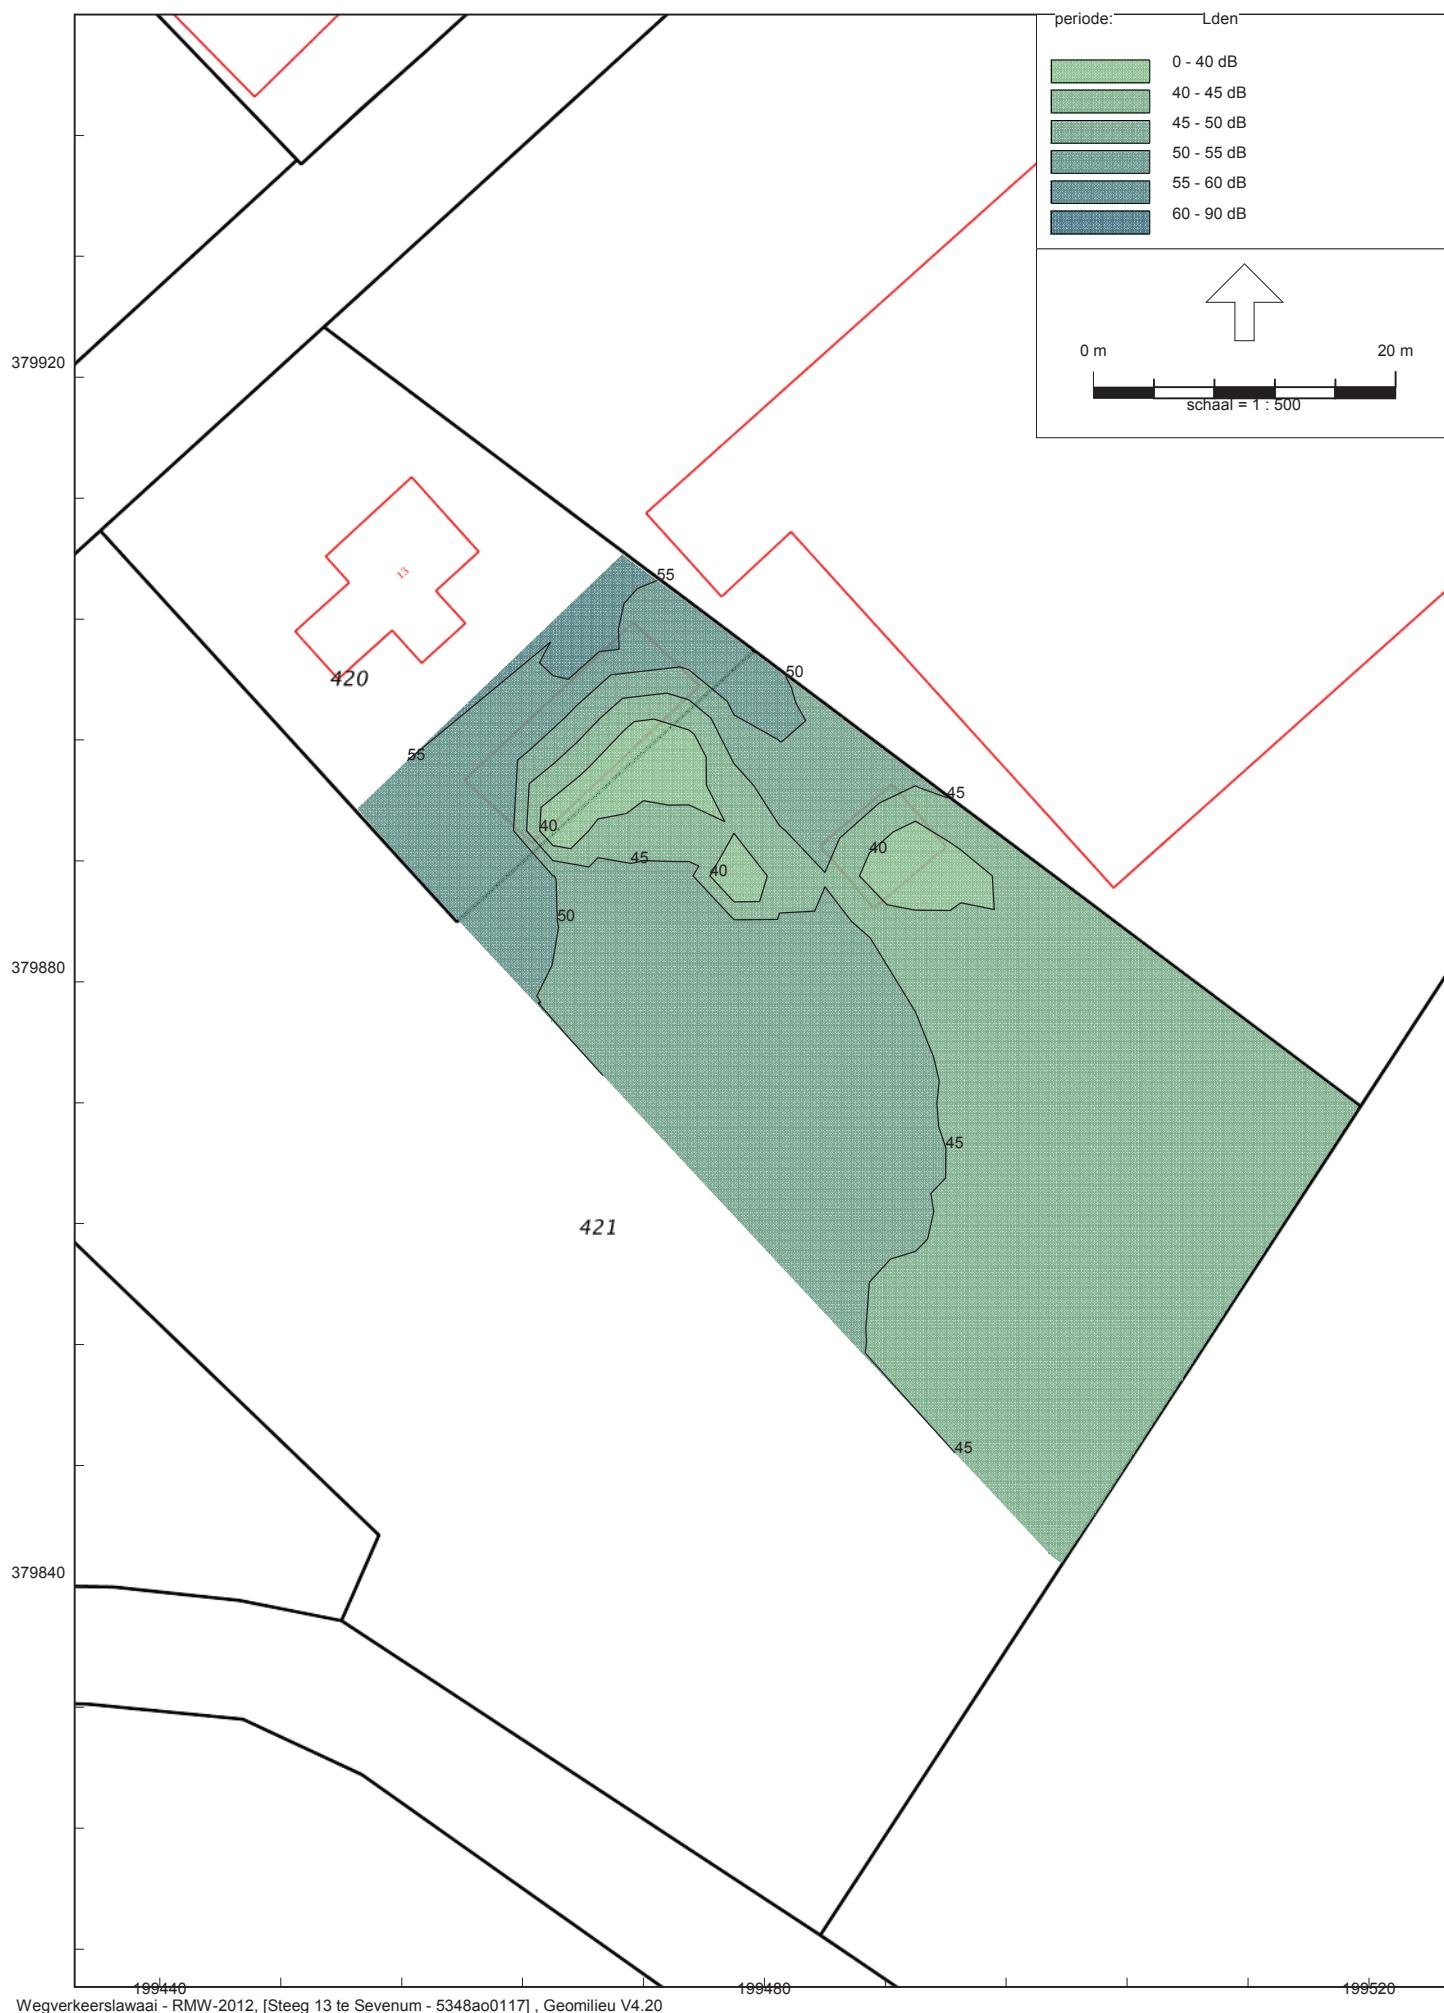 periode: Lden
0 - 40 dB
40 - 45 dB
45 - 50 dB
50 - 55 dB
55 - 60 dB
60 - 90 dB
0 m 20 m
schaal = 1 : 500
379920
13
55
420
50
55
45
40
40
45
40
50
379880
45
421
45
379840
199440 199480 199520
Wegverkeerslawaai - RMW-2012, [Steeg 13 te Sevenum - 5348ao0117] , Geomilieu V4.20